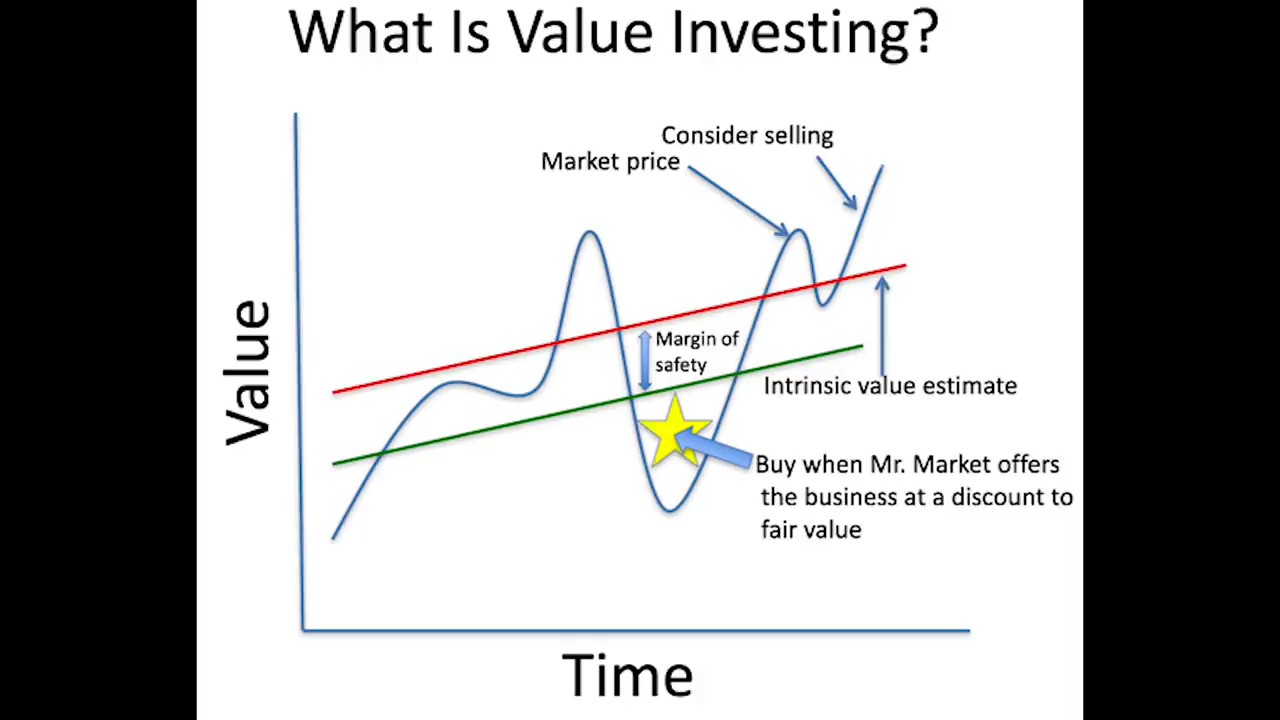 What Is Value Investing?
Consider selling
Market price
Margin of
safety
Intrinsic value estimate
Buy when Mr. Market offers
the business at a discount to
fair value
Value
Time